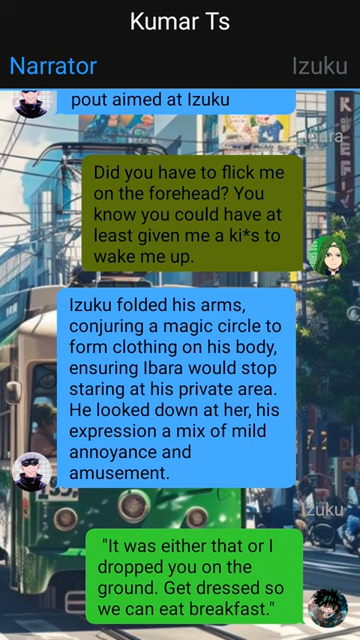 Kumar Ts
Narrator
Izuku
pout aimed at Izuku
Did you have to flick me
on the forehead? You
know you could have at
least given me a ki*s to
wake me up.
Izuku folded his arms,
conjuring a magic circle to
form clothing on his body,
ensuring Ibara would stop
staring at his private area.
He looked down at her, his
expression a mix of mild
annoyance and
amusement.
Izuku
"It was either that or I
dropped you on the
ground. Get dressed so
we can eat breakfast."